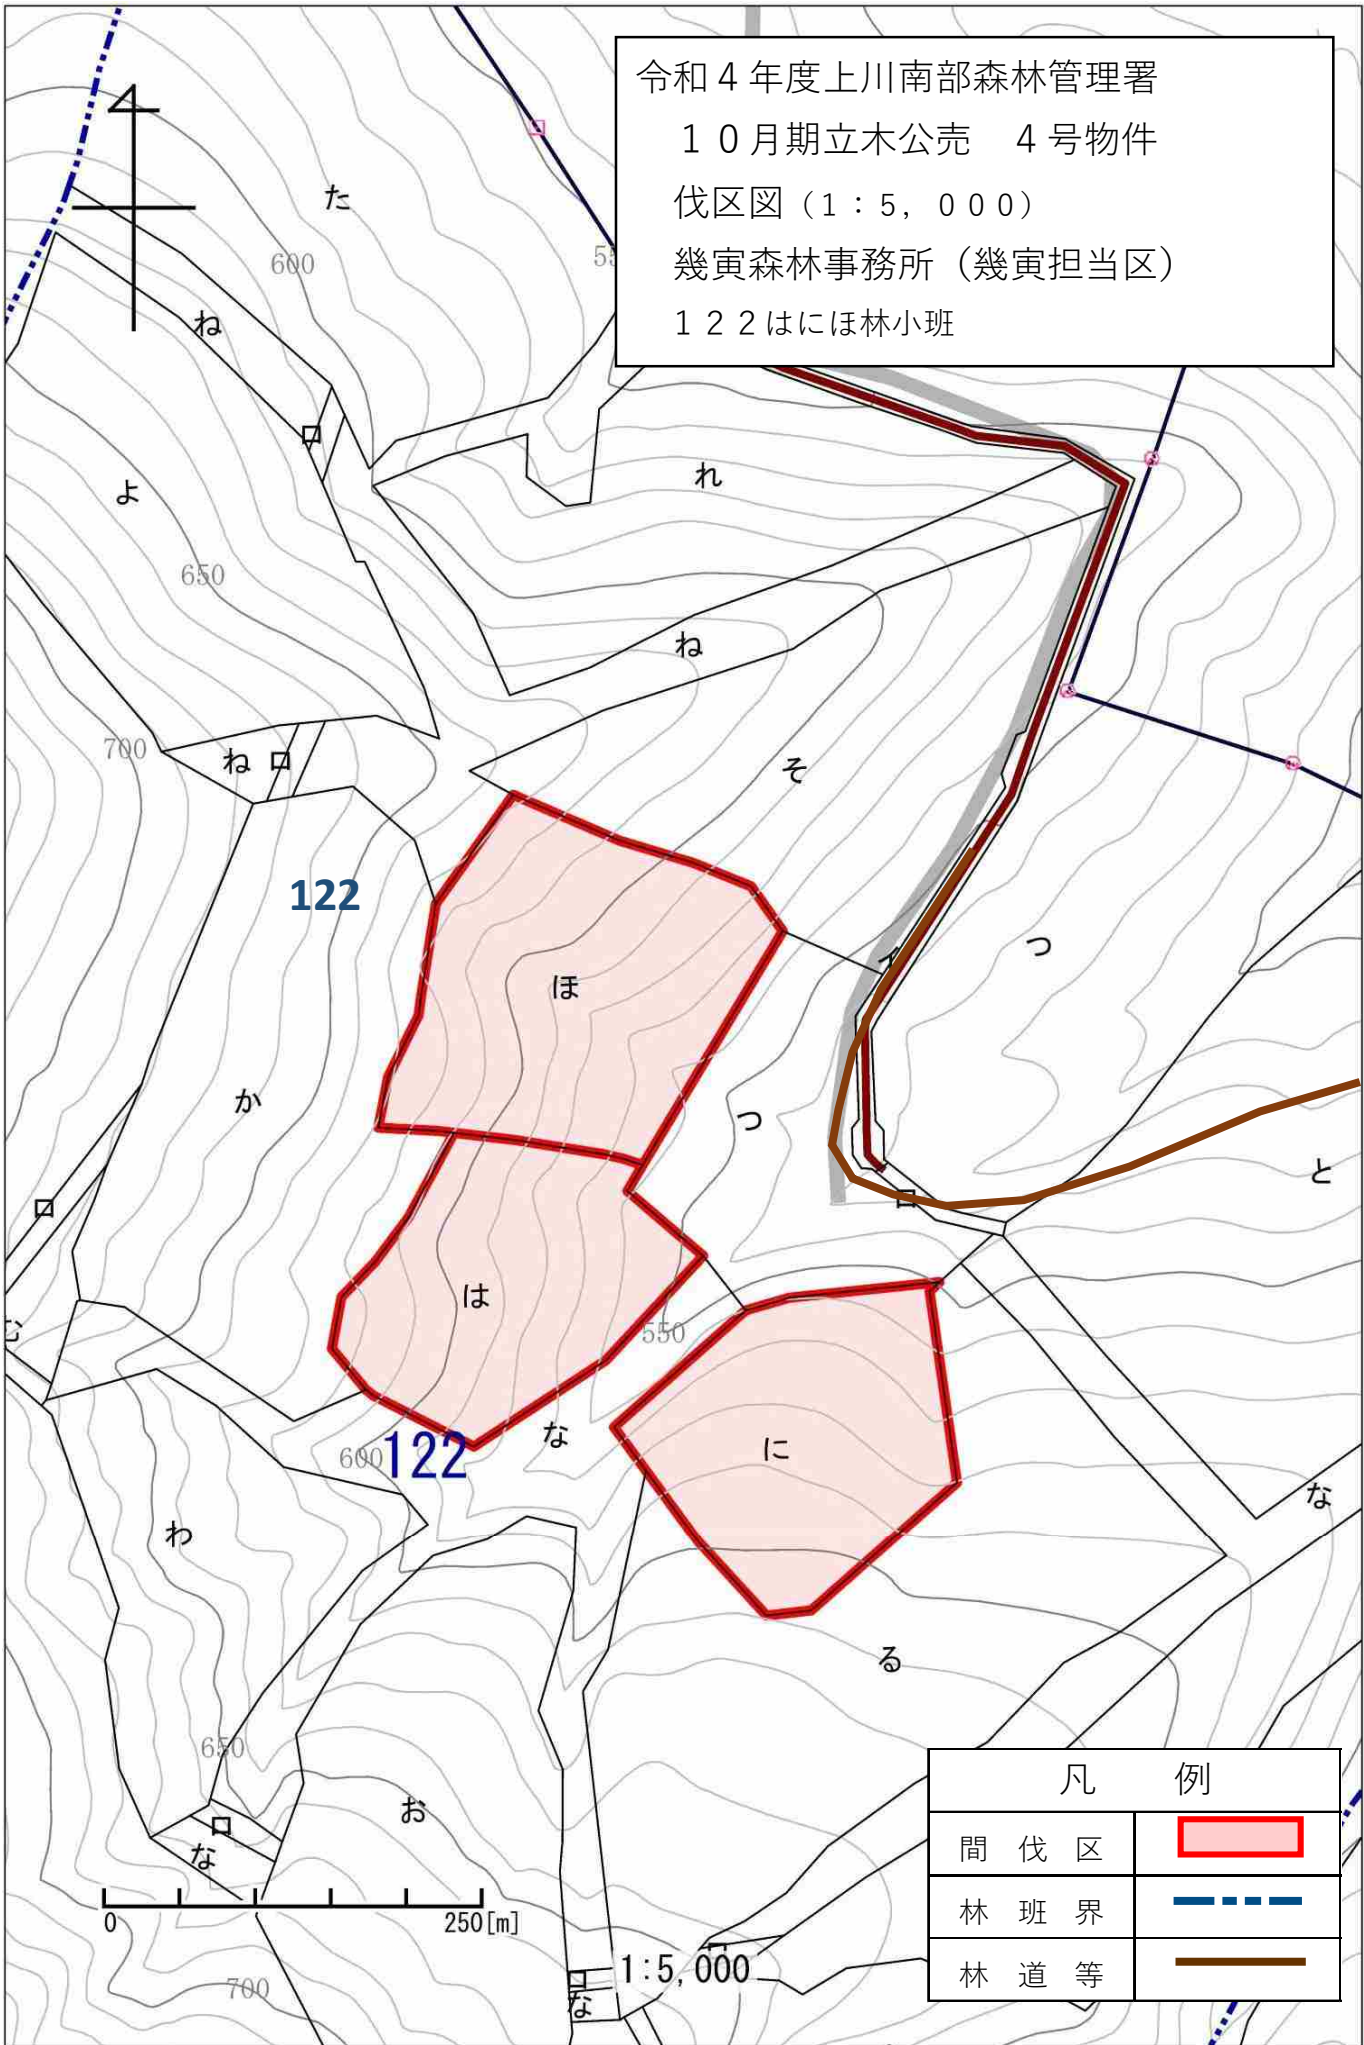 令和４年度上川南部森林管理署
１０月期立木公売　４号物件
伐区図（１：５，０００）
幾寅森林事務所（幾寅担当区）
１２２はにほ林小班
た
600
ね
ロ
よ
れ
650
ね
700
ね ロ
そ
122
つ
イ
ほ
か
つ
と
ロ
ロ
は
550
な
に
600
122
な
わ
る
650
お
ロ
な
0
250[m]
700
1:5,000
ロ
な
凡　例
間 伐 区
林 班 界
林 道 等